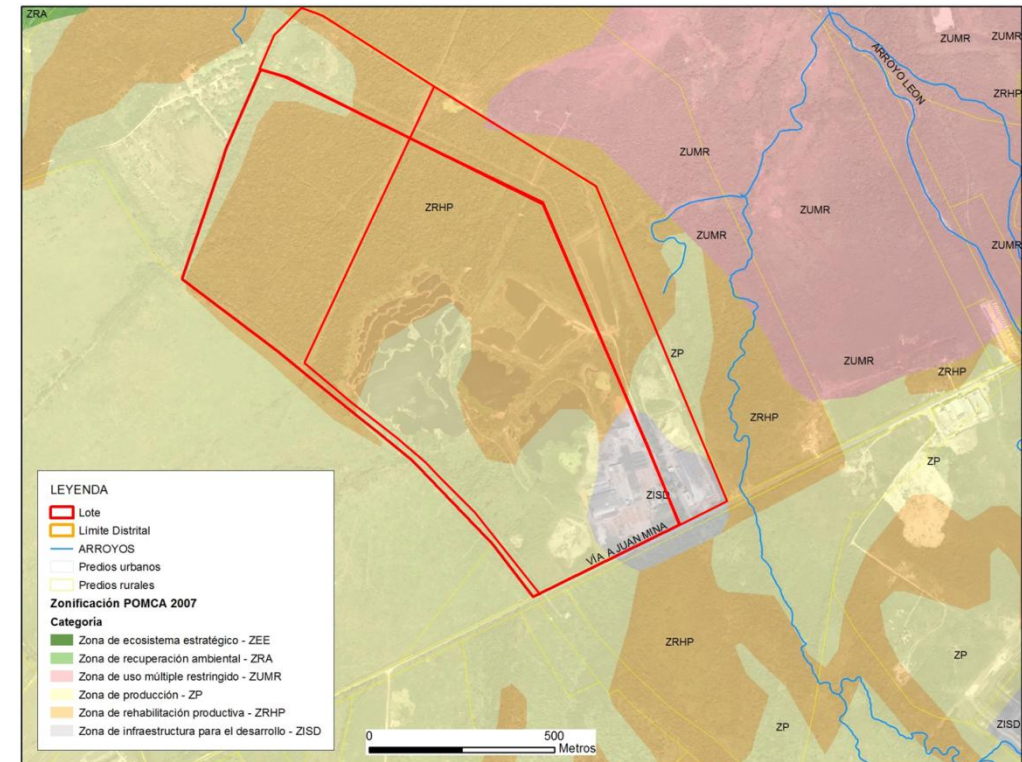 ZRA
ZUMR
ZUMR
ARROYO LEON
ZRHP
ZUMR
ZRHP
ZUMR
ZUMR
ZUMR
ZP
ZUMR
ZRHP
ZRHP
ZP
ZISD
VÍA A JUAN MINA
ZRHP
ZP
ZP
ZISD
LEYENDA
Lote
Límite Distrital
ARROYOS
Predios urbanos
Predios rurales
Zonificación POMCA 2007
Categoría
Zona de ecosistema estratégico - ZEE
Zona de recuperación ambiental - ZRA
Zona de uso múltiple restringido - ZUMR
Zona de producción - ZP
Zona de rehabilitación productiva - ZRHP
Zona de infraestructura para el desarrollo - ZISD
0 500
Metros